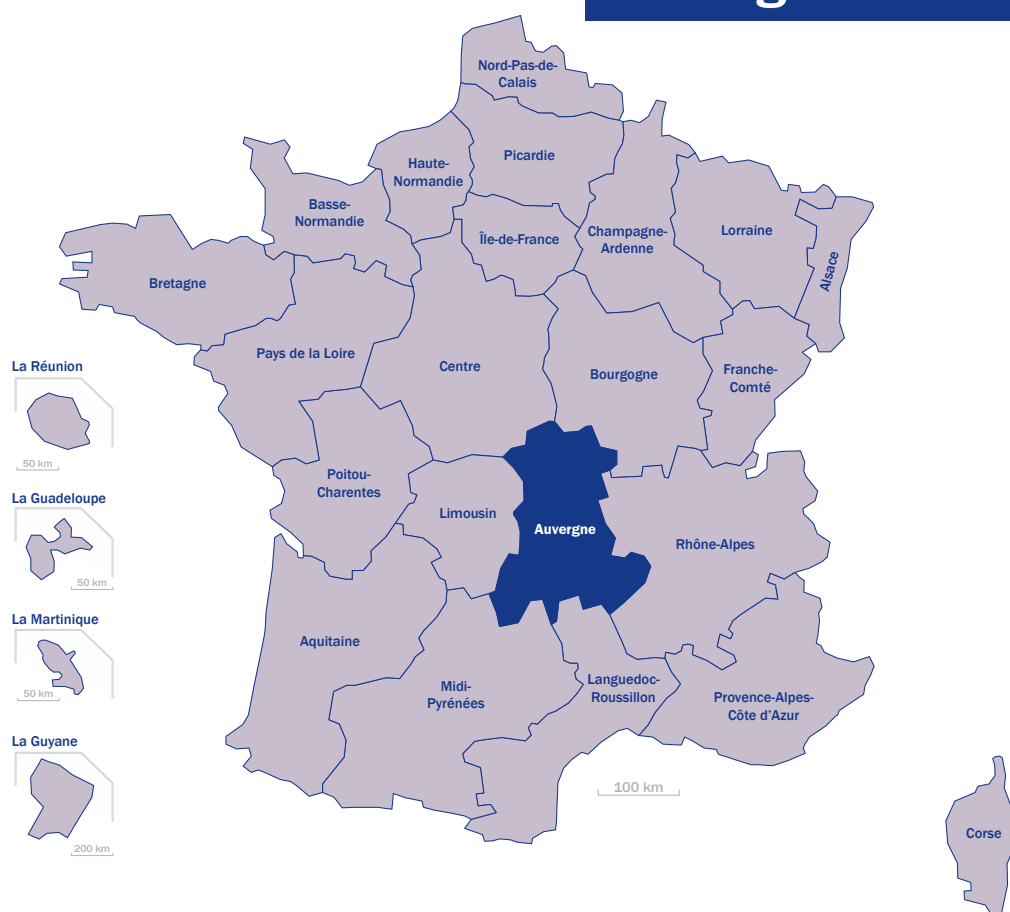 Nord-Pas-de-
Calais
Picardie
Haute-
Normandie
Basse-
Normandie
Île-de-France
Champagne-
Ardenne
Lorraine
Alsace
Bretagne
Pays de la Loire
Centre
Bourgogne
Franche-
Comté
La Réunion
50 km
Poitou-
Charentes
Limousin
Auvergne
Rhône-Alpes
La Guadeloupe
50 km
La Martinique
50 km
Aquitaine
Midi-
Pyrénées
Languedoc-
Roussillon
Provence-Alpes-
Côte d'Azur
La Guyane
200 km
100 km
Corse